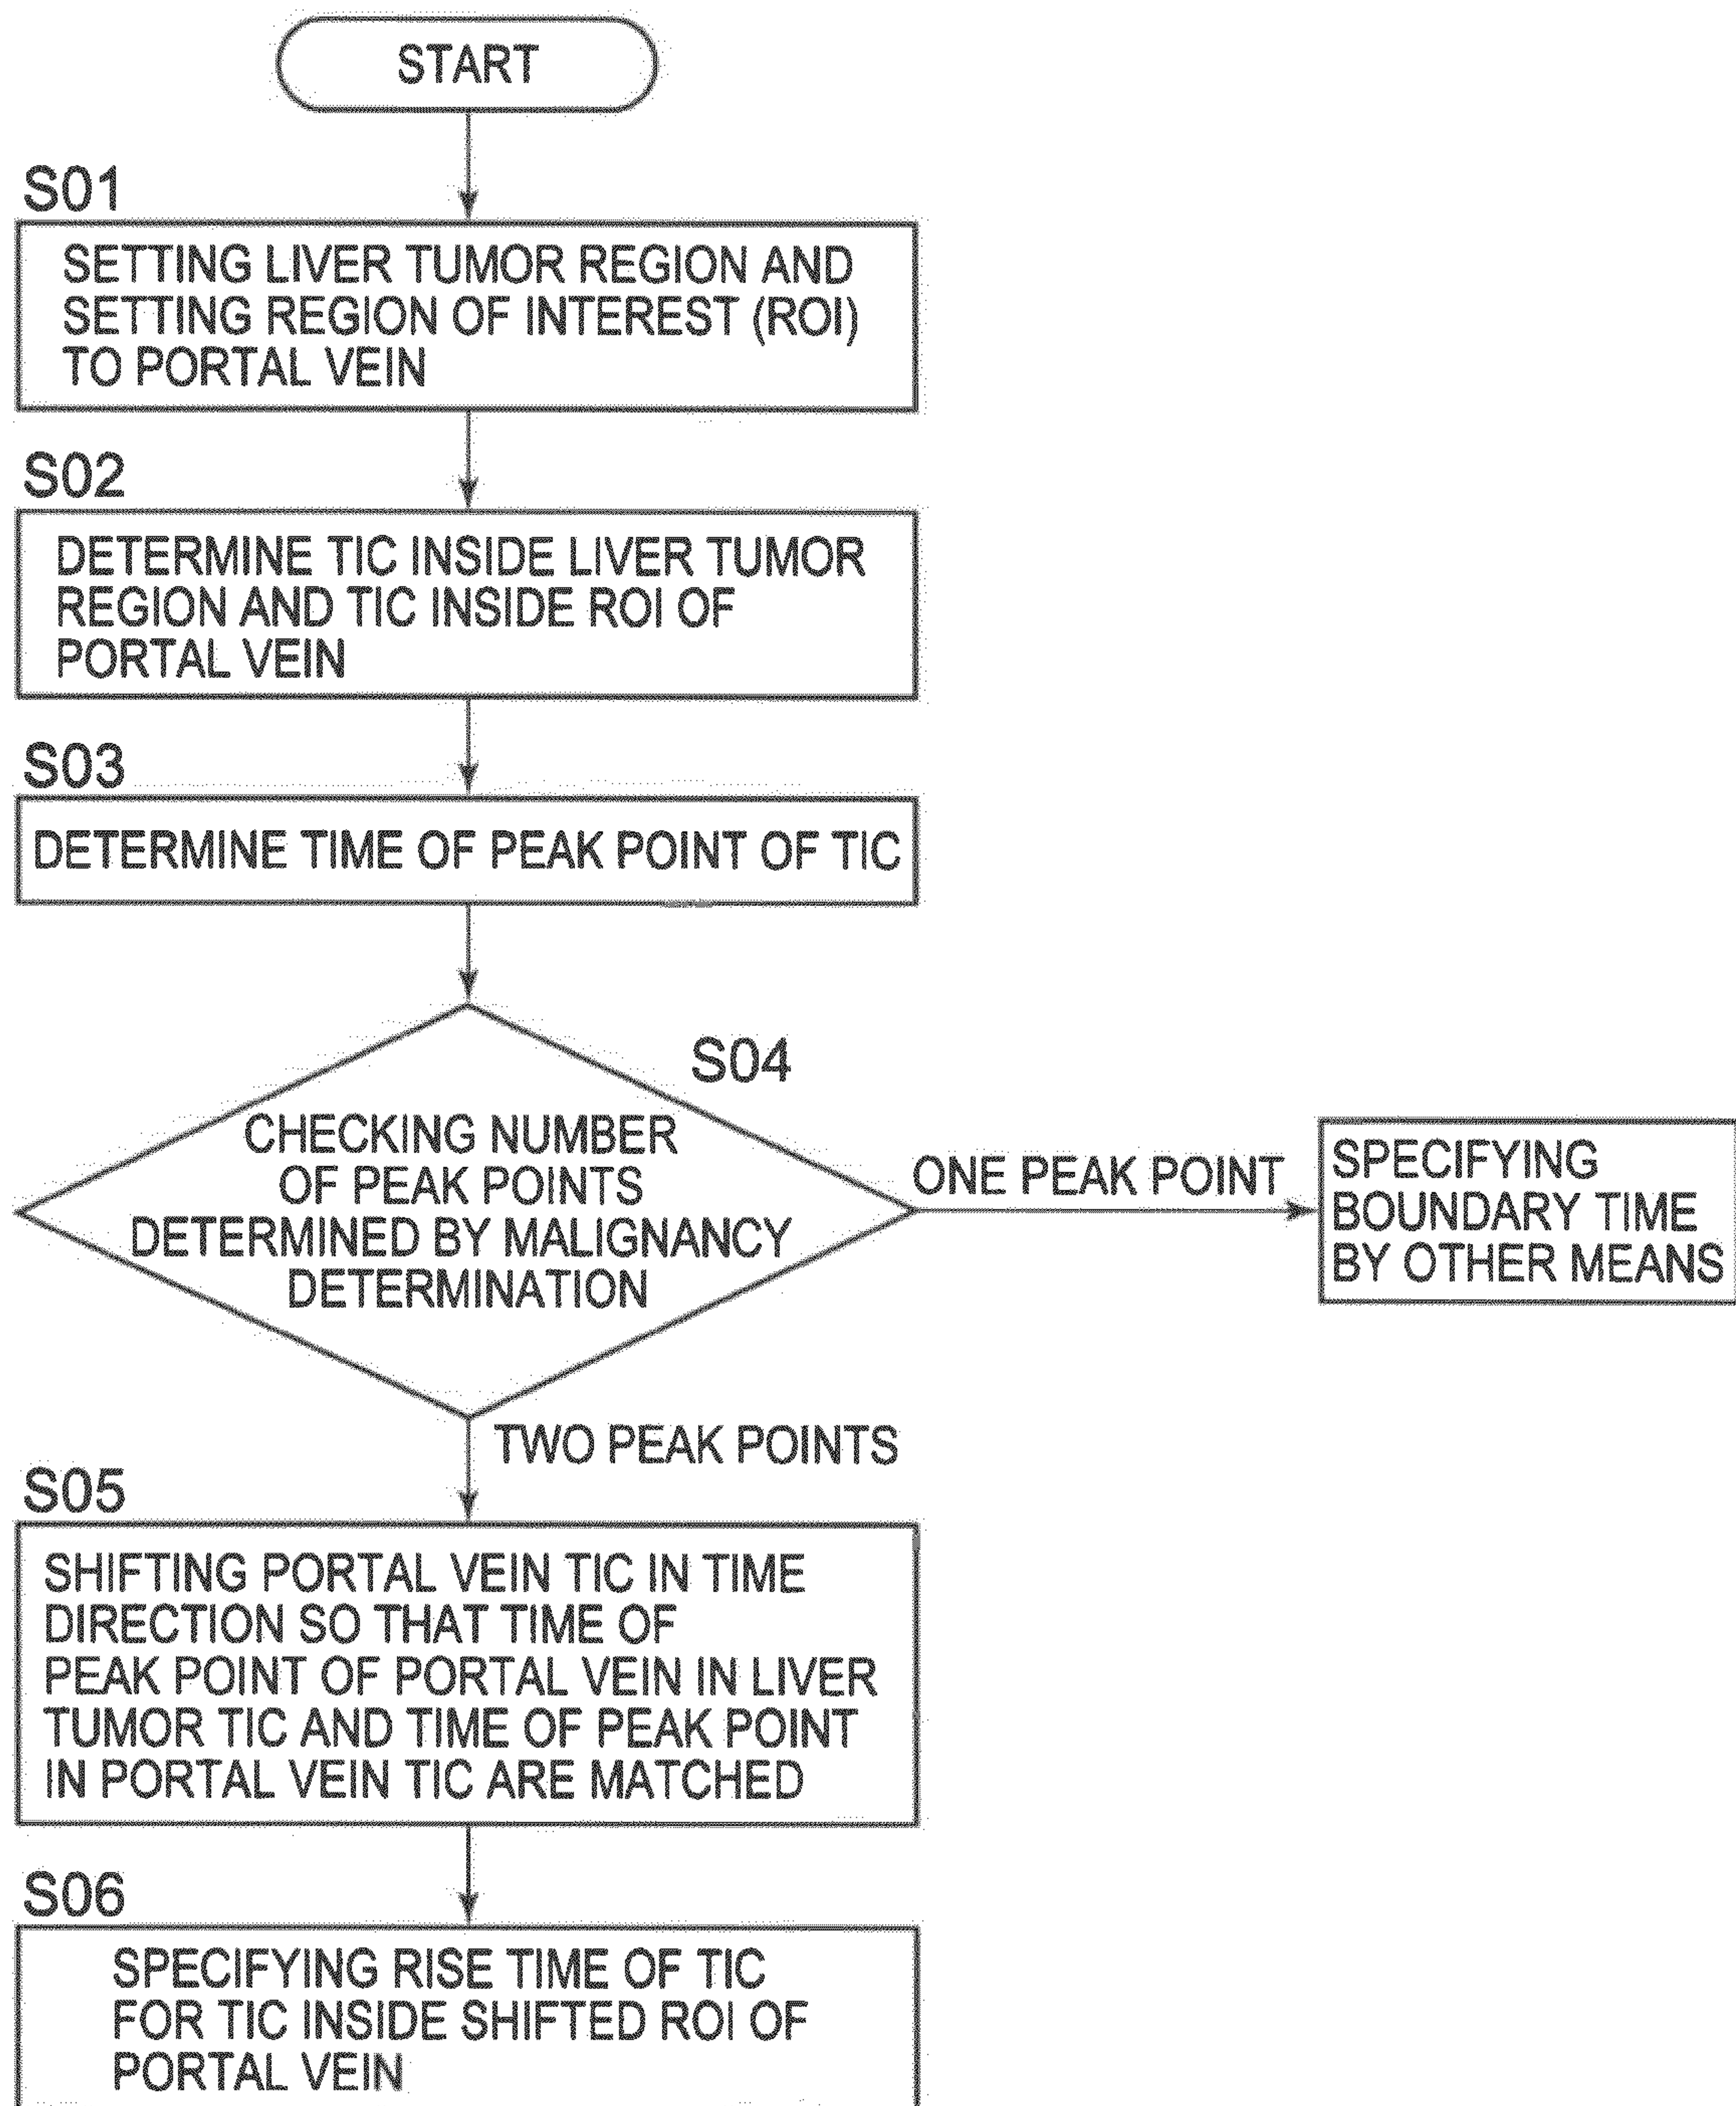 START
S01
SETTING LIVER TUMOR REGION AND
SETTING REGION OF INTEREST (ROI)
TO PORTAL VEIN
S02
DETERMINE TIC INSIDE LIVER TUMOR
REGION AND TIC INSIDE ROI OF
PORTAL VEIN
S03
DETERMINE TIME OF PEAK POINT OF TIC
S04
CHECKING NUMBER
OF PEAK POINTS
DETERMINED BY MALIGNANCY
DETERMINATION
ONE PEAK POINT
SPECIFYING
BOUNDARY TIME
BY OTHER MEANS
TWO PEAK POINTS
S05
SHIFTING PORTAL VEIN TIC IN TIME
DIRECTION SO THAT TIME OF
PEAK POINT OF PORTAL VEIN IN LIVER
TUMOR TIC AND TIME OF PEAK POINT
IN PORTAL VEIN TIC ARE MATCHED
S06
SPECIFYING RISE TIME OF TIC
FOR TIC INSIDE SHIFTED ROI OF
PORTAL VEIN